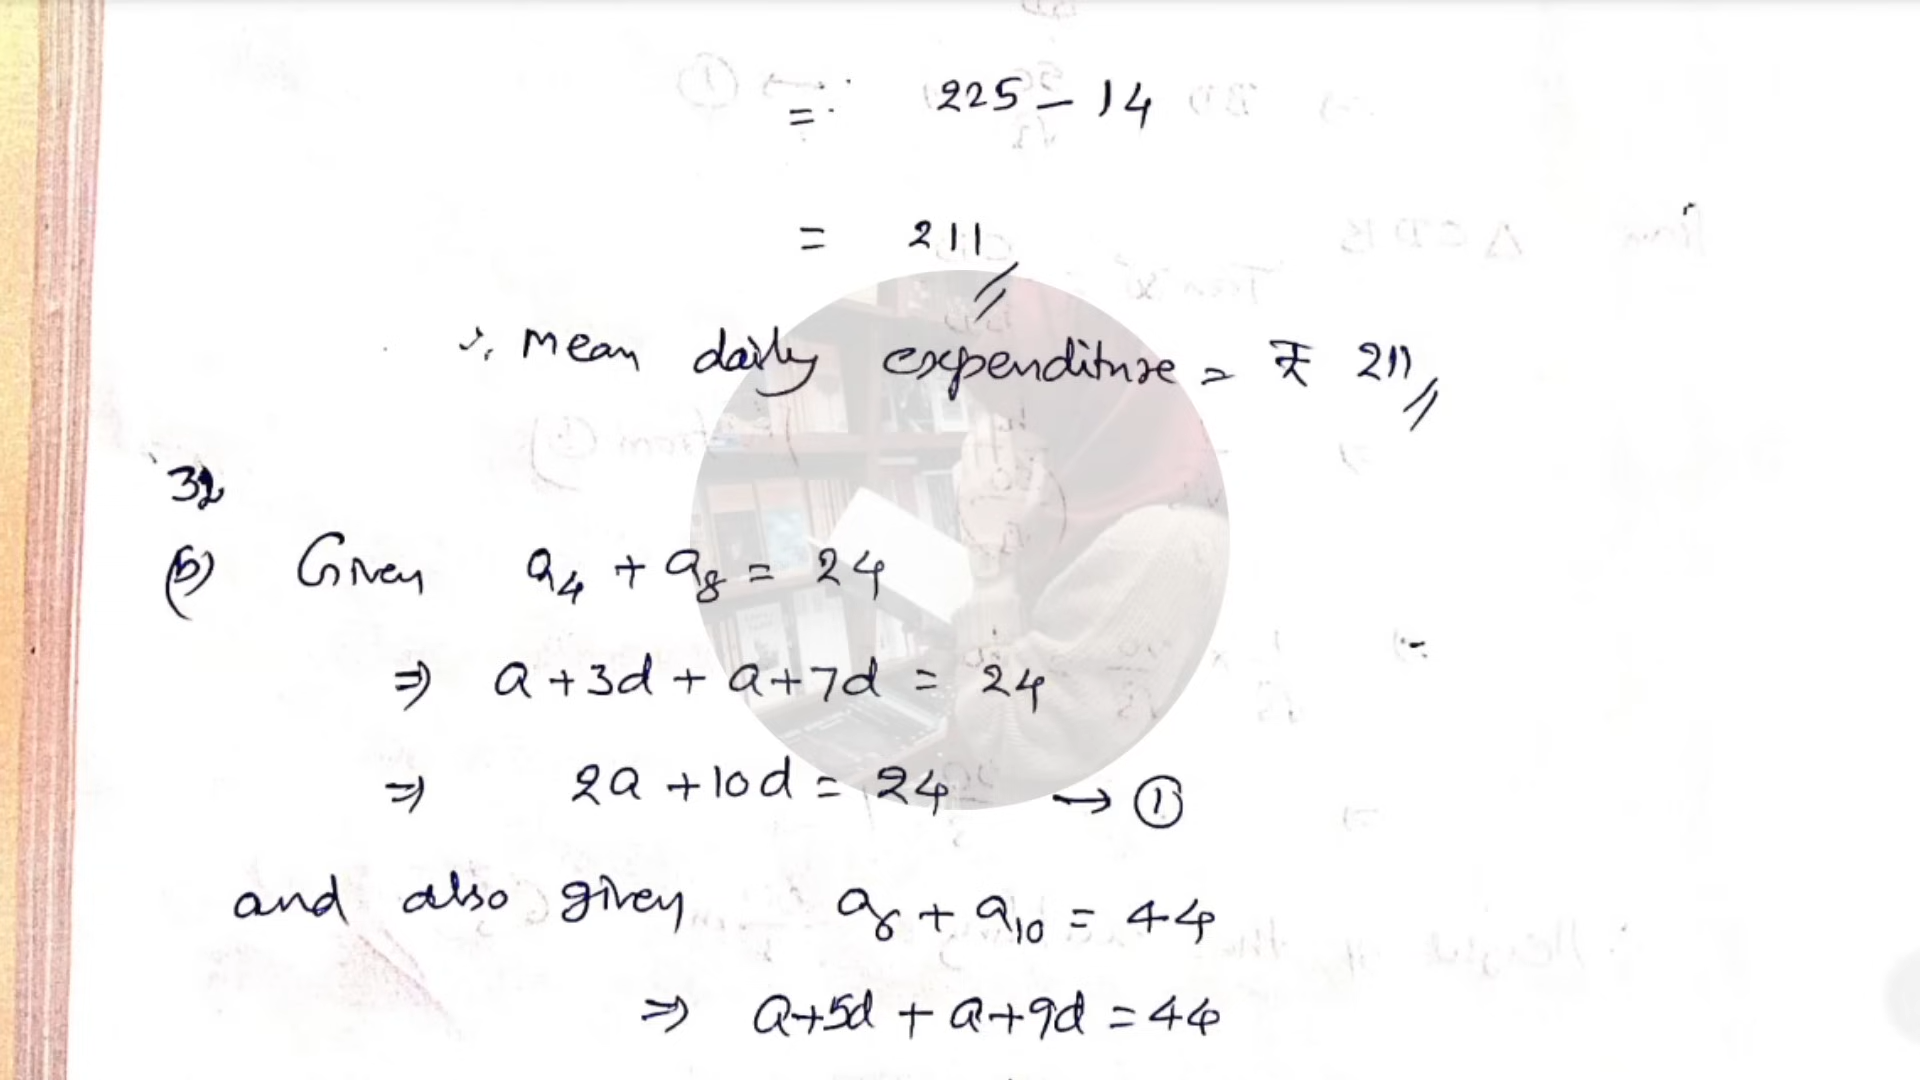 = 225 - 14
= 211
∴ Mean daily expenditure = ₹ 211
32
(b) Given a₄ + a₈ = 24
⇒ a+3d + a+7d = 24
⇒ 2a +10d = 24 → ①
and also given a₆ + a₁₀ = 44
⇒ a+5d + a+9d = 44